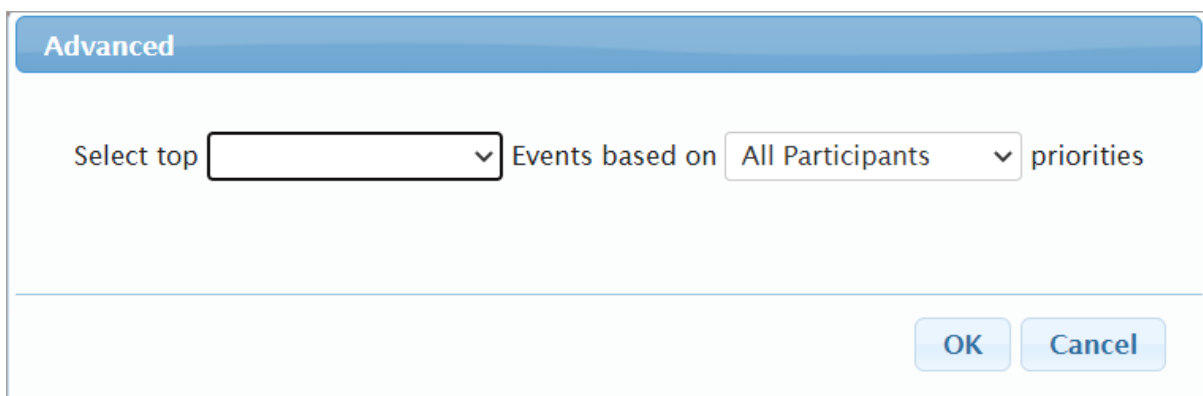 Advanced
Select top Events based on All Participants priorities
OK Cancel